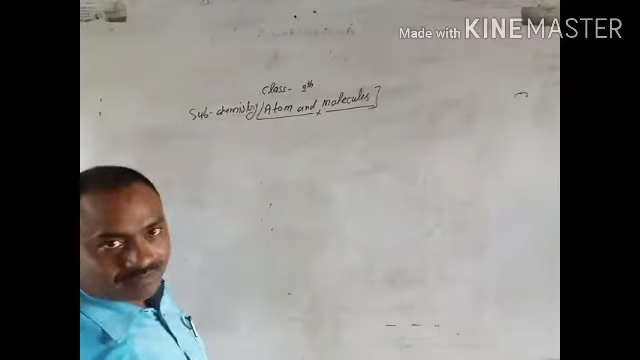 Made with KINEMASTER
Class- 9th
Sub- chemistry [Atom and molecules]